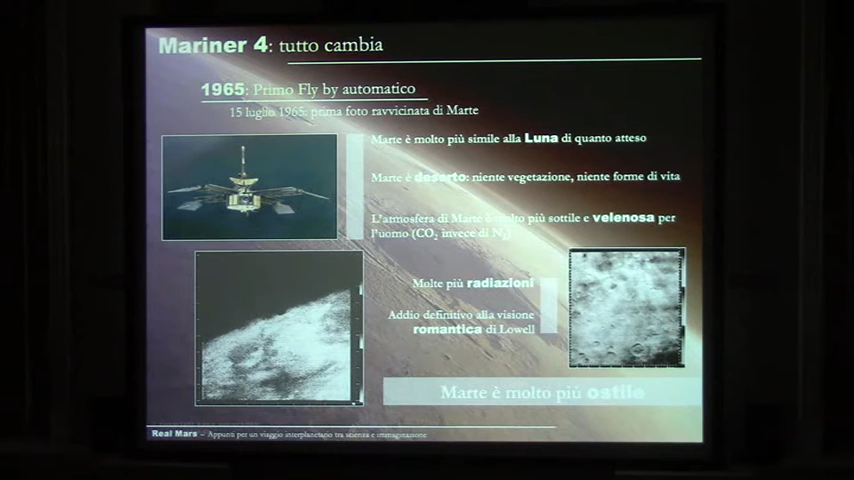 Mariner 4: tutto cambia
1965: Primo Fly by automatico
15 luglio 1965: prima foto ravvicinata di Marte
Marte è molto più simile alla Luna di quanto atteso
Marte è deserto: niente vegetazione, niente forme di vita
L'atmosfera di Marte è molto più sottile e velenosa per
l'uomo (CO₂ invece di N₂)
Molte più radiazioni
Addio definitivo alla visione
romantica di Lowell
Marte è molto più ostile
Real Mars – Appunti per un viaggio interplanetario tra scienza e immaginazione